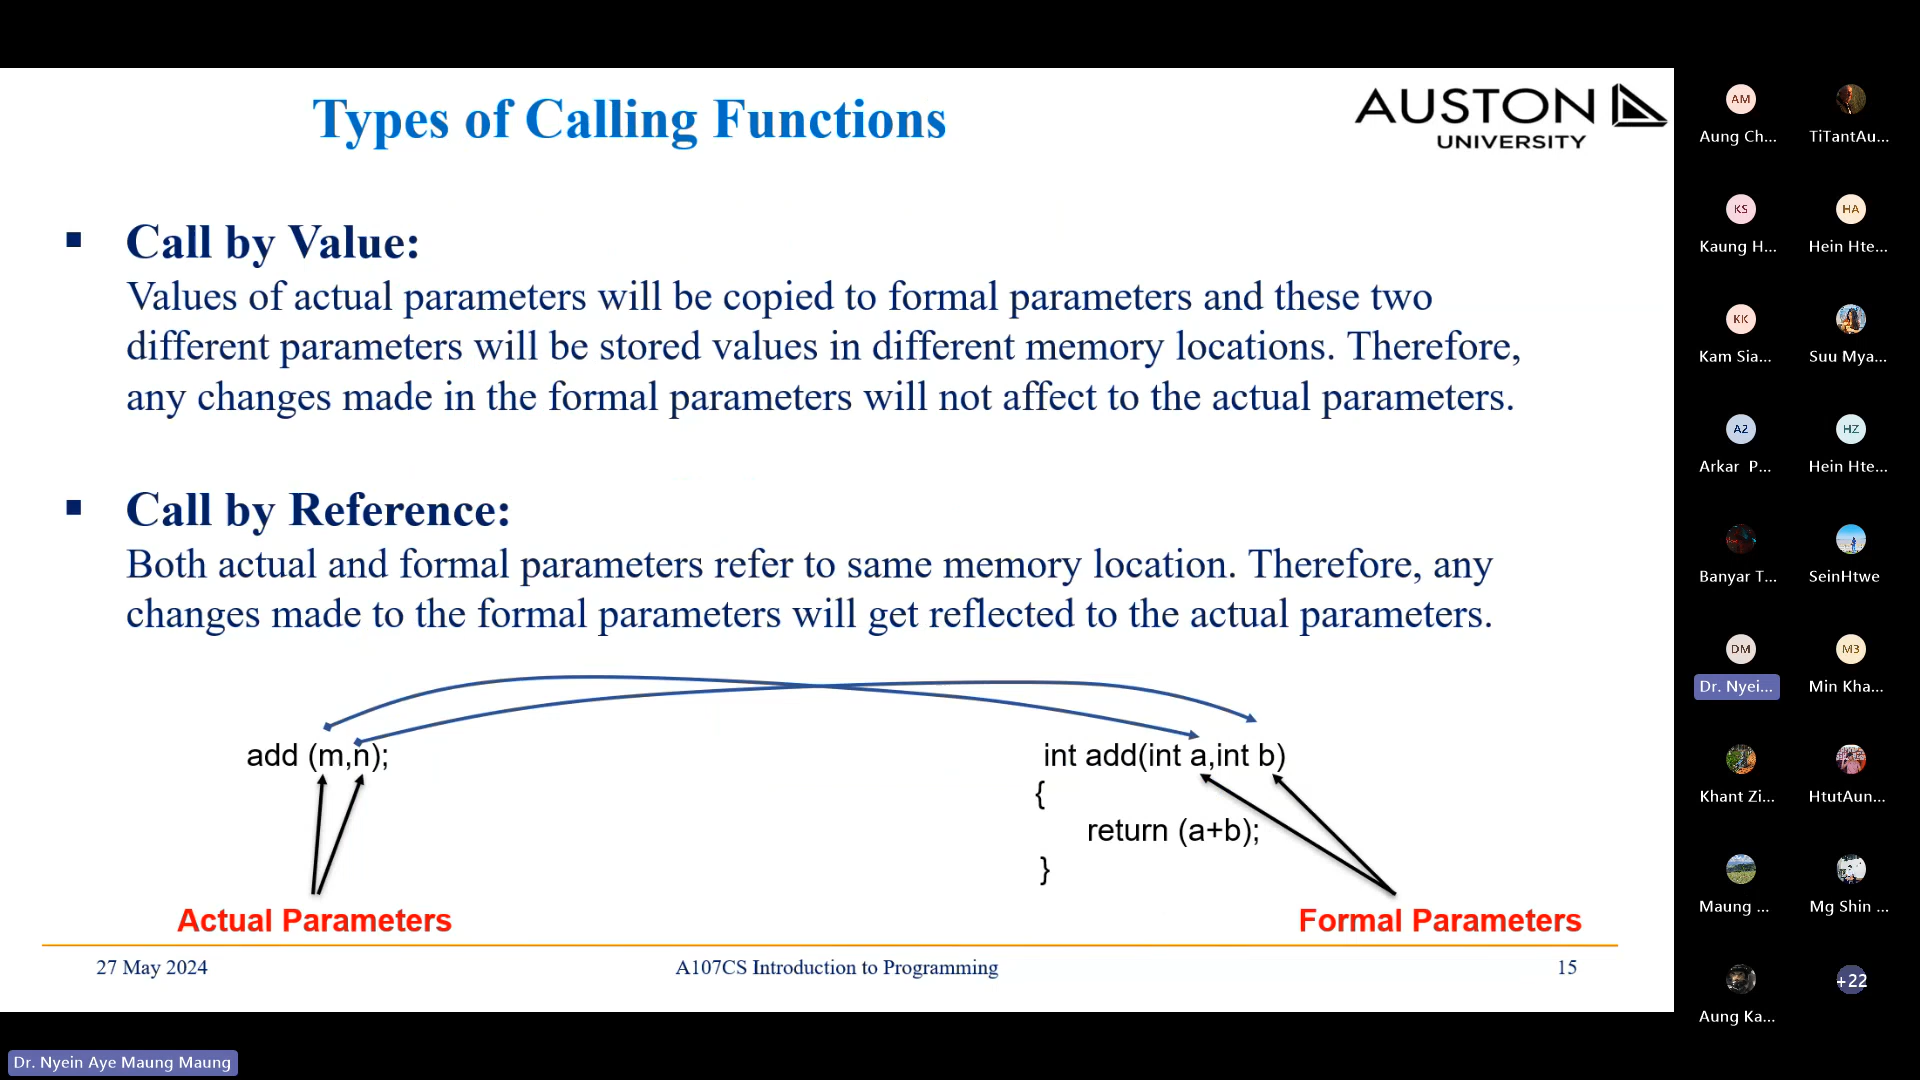 Types of Calling Functions
AUSTON
UNIVERSITY
▪ Call by Value:
Values of actual parameters will be copied to formal parameters and these two
different parameters will be stored values in different memory locations. Therefore,
any changes made in the formal parameters will not affect to the actual parameters.
▪ Call by Reference:
Both actual and formal parameters refer to same memory location. Therefore, any
changes made to the formal parameters will get reflected to the actual parameters.
add (m,n);
int add(int a,int b)
{
return (a+b);
}
Actual Parameters
Formal Parameters
27 May 2024
A107CS Introduction to Programming
15
AM
Aung Ch...
TiTantAu...
KS
HA
Kaung H...
Hein Hte...
KK
Kam Sia...
Suu Mya...
A2
HZ
Arkar P...
Hein Hte...
Banyar T...
SeinHtwe
DM
M3
Dr. Nyei...
Min Kha...
Khant Zi...
HtutAun...
Maung ...
Mg Shin ...
+22
Aung Ka...
Dr. Nyein Aye Maung Maung